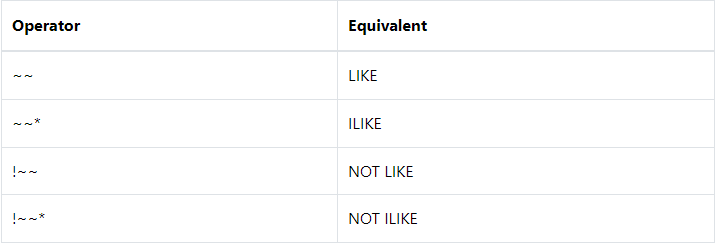 Operator Equivalent
~~ LIKE
~~* ILIKE
!~~ NOT LIKE
!~~* NOT ILIKE